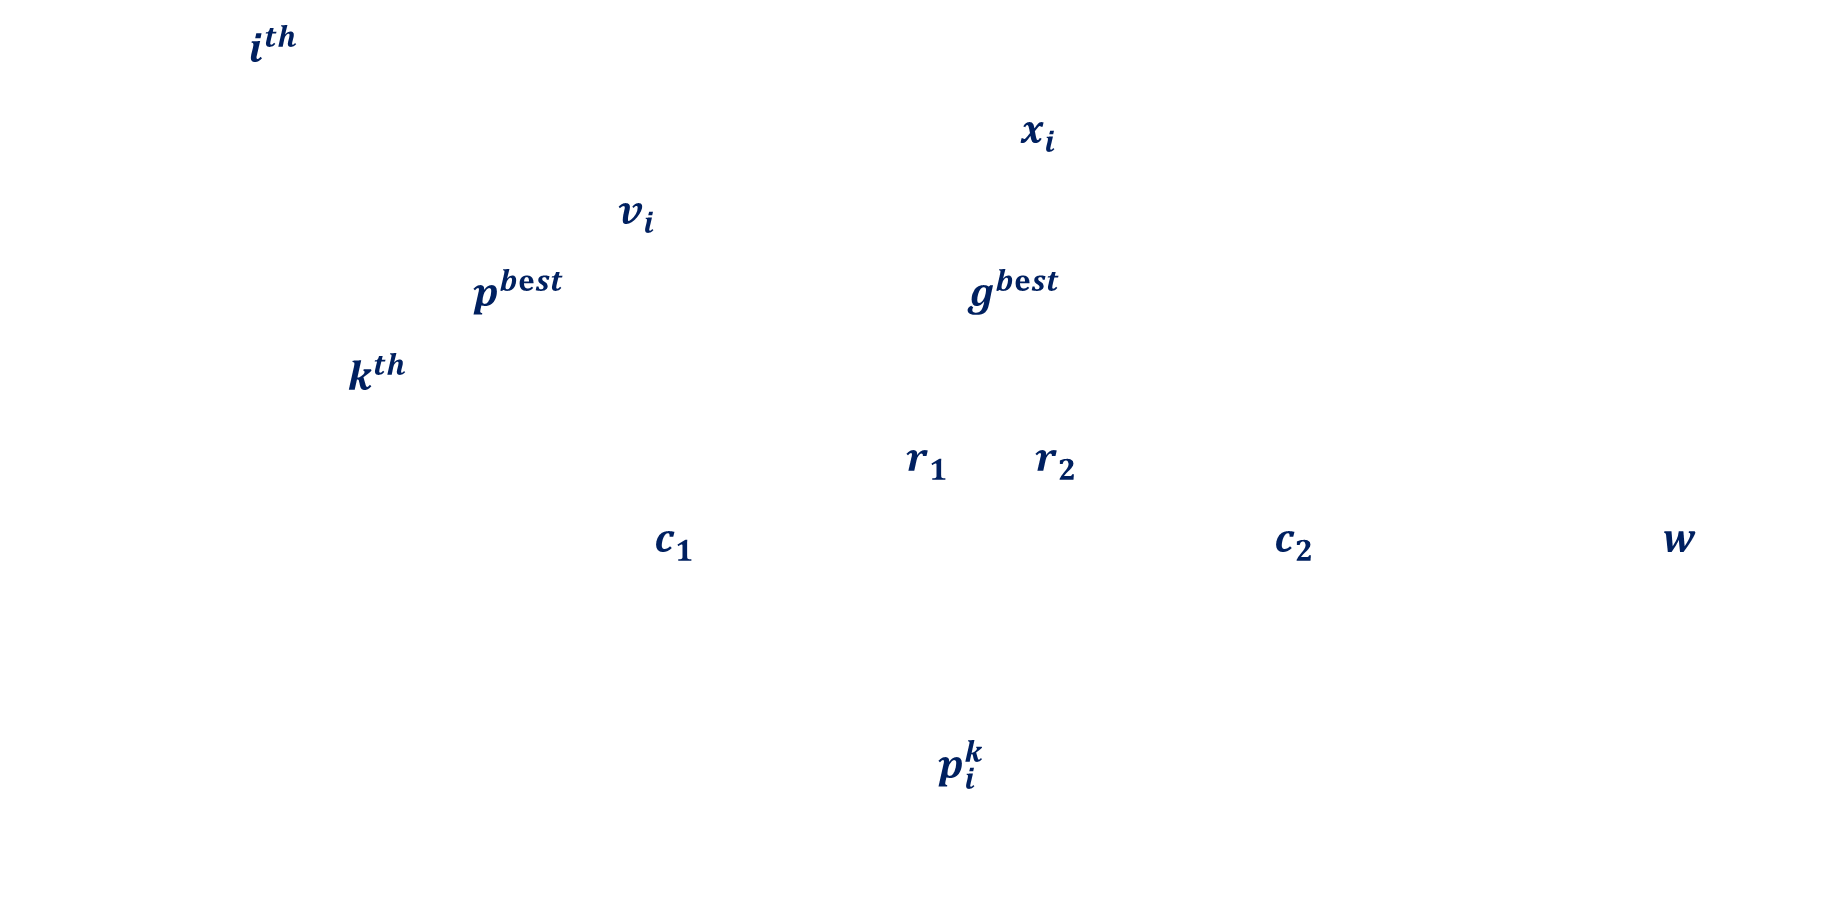 i^{th}
x_i
v_i
p^{best} g^{best}
k^{th}
r_1 r_2
c_1 c_2 w
p_i^k